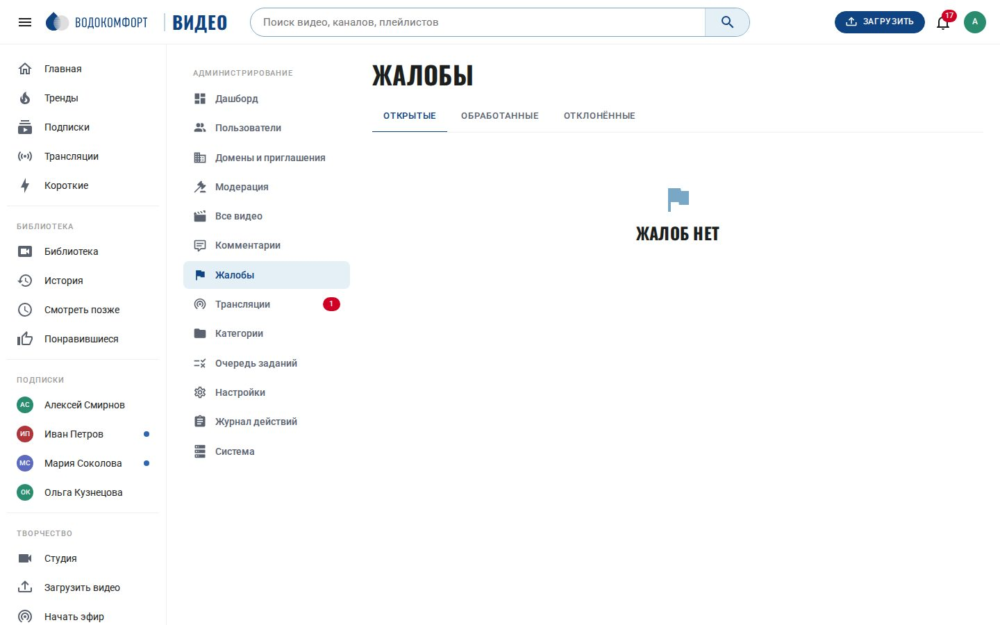 ВОДОКОМФОРТ
ВИДЕО
Поиск видео, каналов, плейлистов
ЗАГРУЗИТЬ
17
А
Главная
Тренды
Подписки
Трансляции
Короткие
БИБЛИОТЕКА
Библиотека
История
Смотреть позже
Понравившиеся
ПОДПИСКИ
АС Алексей Смирнов
ИП Иван Петров
МС Мария Соколова
ОК Ольга Кузнецова
ТВОРЧЕСТВО
Студия
Загрузить видео
Начать эфир
АДМИНИСТРИРОВАНИЕ
Дашборд
Пользователи
Домены и приглашения
Модерация
Все видео
Комментарии
Жалобы
Трансляции 1
Категории
Очередь заданий
Настройки
Журнал действий
Система
ЖАЛОБЫ
ОТКРЫТЫЕ ОБРАБОТАННЫЕ ОТКЛОНЁННЫЕ
ЖАЛОБ НЕТ